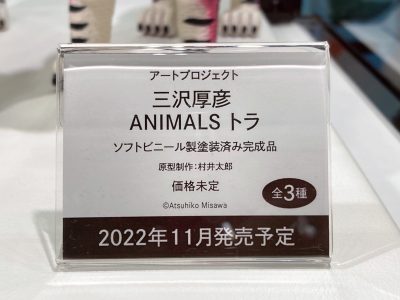 アートプロジェクト
三沢厚彦
ANIMALS トラ
ソフトビニール製塗装済み完成品
原型制作：村井太郎
価格未定
全3種
©Atsuhiko Misawa
2022年11月発売予定